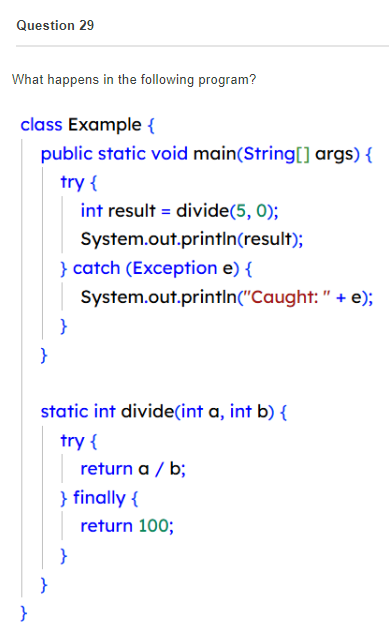 Question 29
What happens in the following program?
class Example {
public static void main(String[] args) {
try {
int result = divide(5, 0);
System.out.println(result);
} catch (Exception e) {
System.out.println("Caught: " + e);
}
}
static int divide(int a, int b) {
try {
return a / b;
} finally {
return 100;
}
}
}